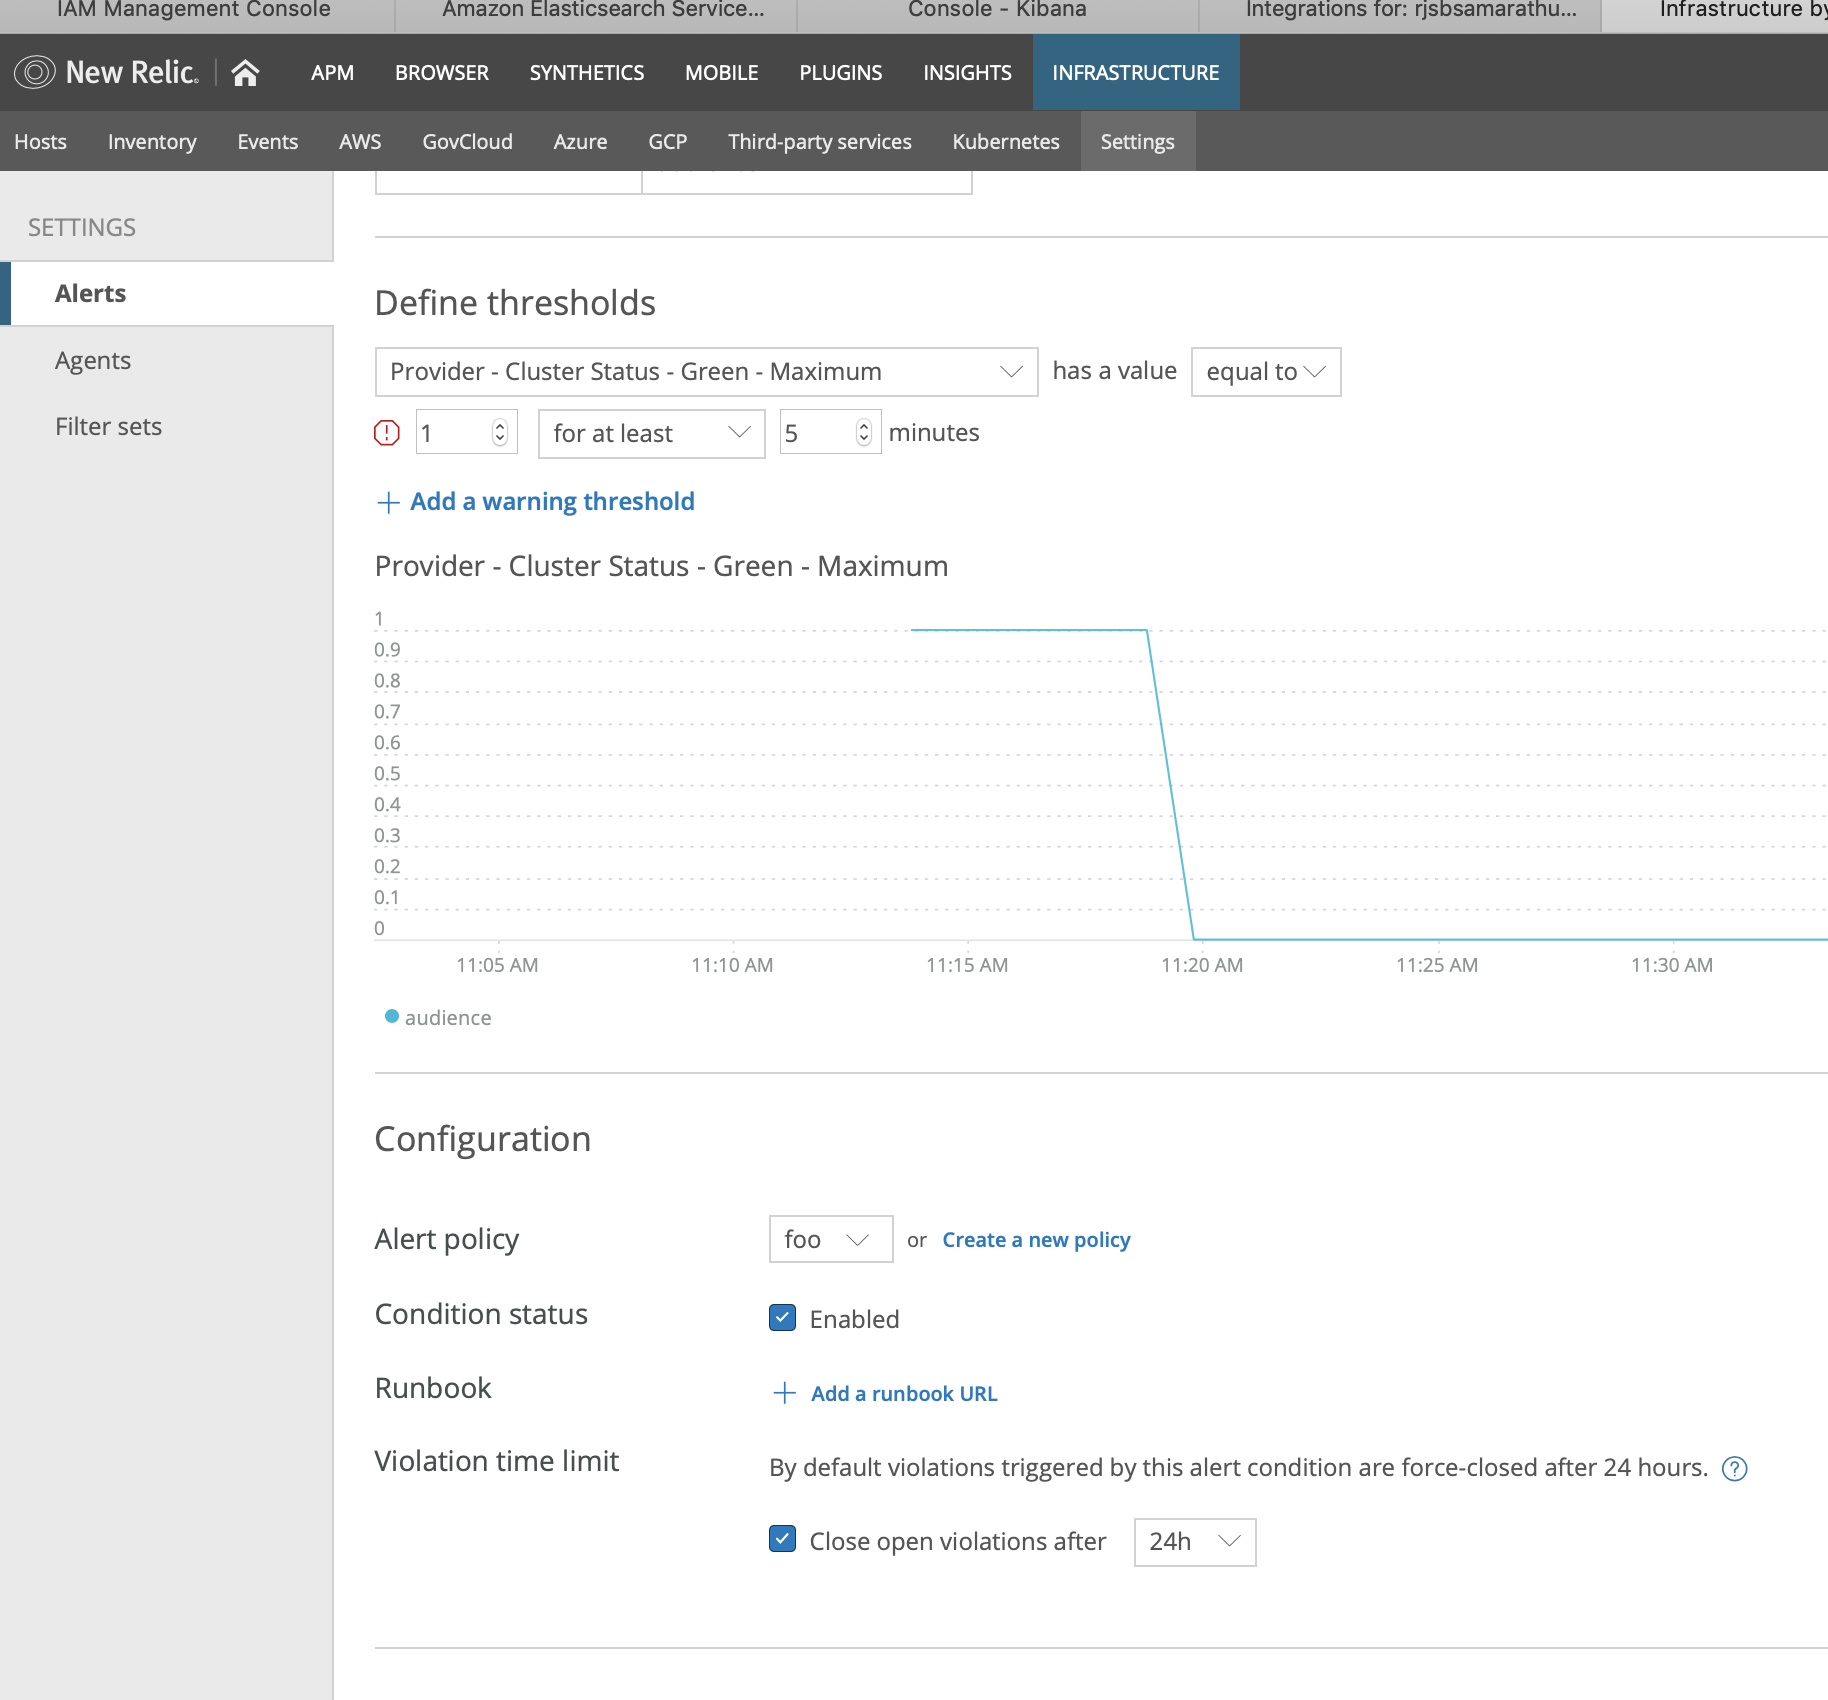 IAM Management Console Amazon Elasticsearch Service... Console - Kibana Integrations for: rjsbsamarathu... Infrastructure by
New Relic. APM BROWSER SYNTHETICS MOBILE PLUGINS INSIGHTS INFRASTRUCTURE
Hosts Inventory Events AWS GovCloud Azure GCP Third-party services Kubernetes Settings
SETTINGS
Alerts
Agents
Filter sets
Define thresholds
Provider - Cluster Status - Green - Maximum has a value equal to
1 for at least 5 minutes
Add a warning threshold
Provider - Cluster Status - Green - Maximum
1
0.9
0.8
0.7
0.6
0.5
0.4
0.3
0.2
0.1
0
11:05 AM 11:10 AM 11:15 AM 11:20 AM 11:25 AM 11:30 AM
audience
Configuration
Alert policy foo or Create a new policy
Condition status Enabled
Runbook Add a runbook URL
Violation time limit By default violations triggered by this alert condition are force-closed after 24 hours. ?
Close open violations after 24h